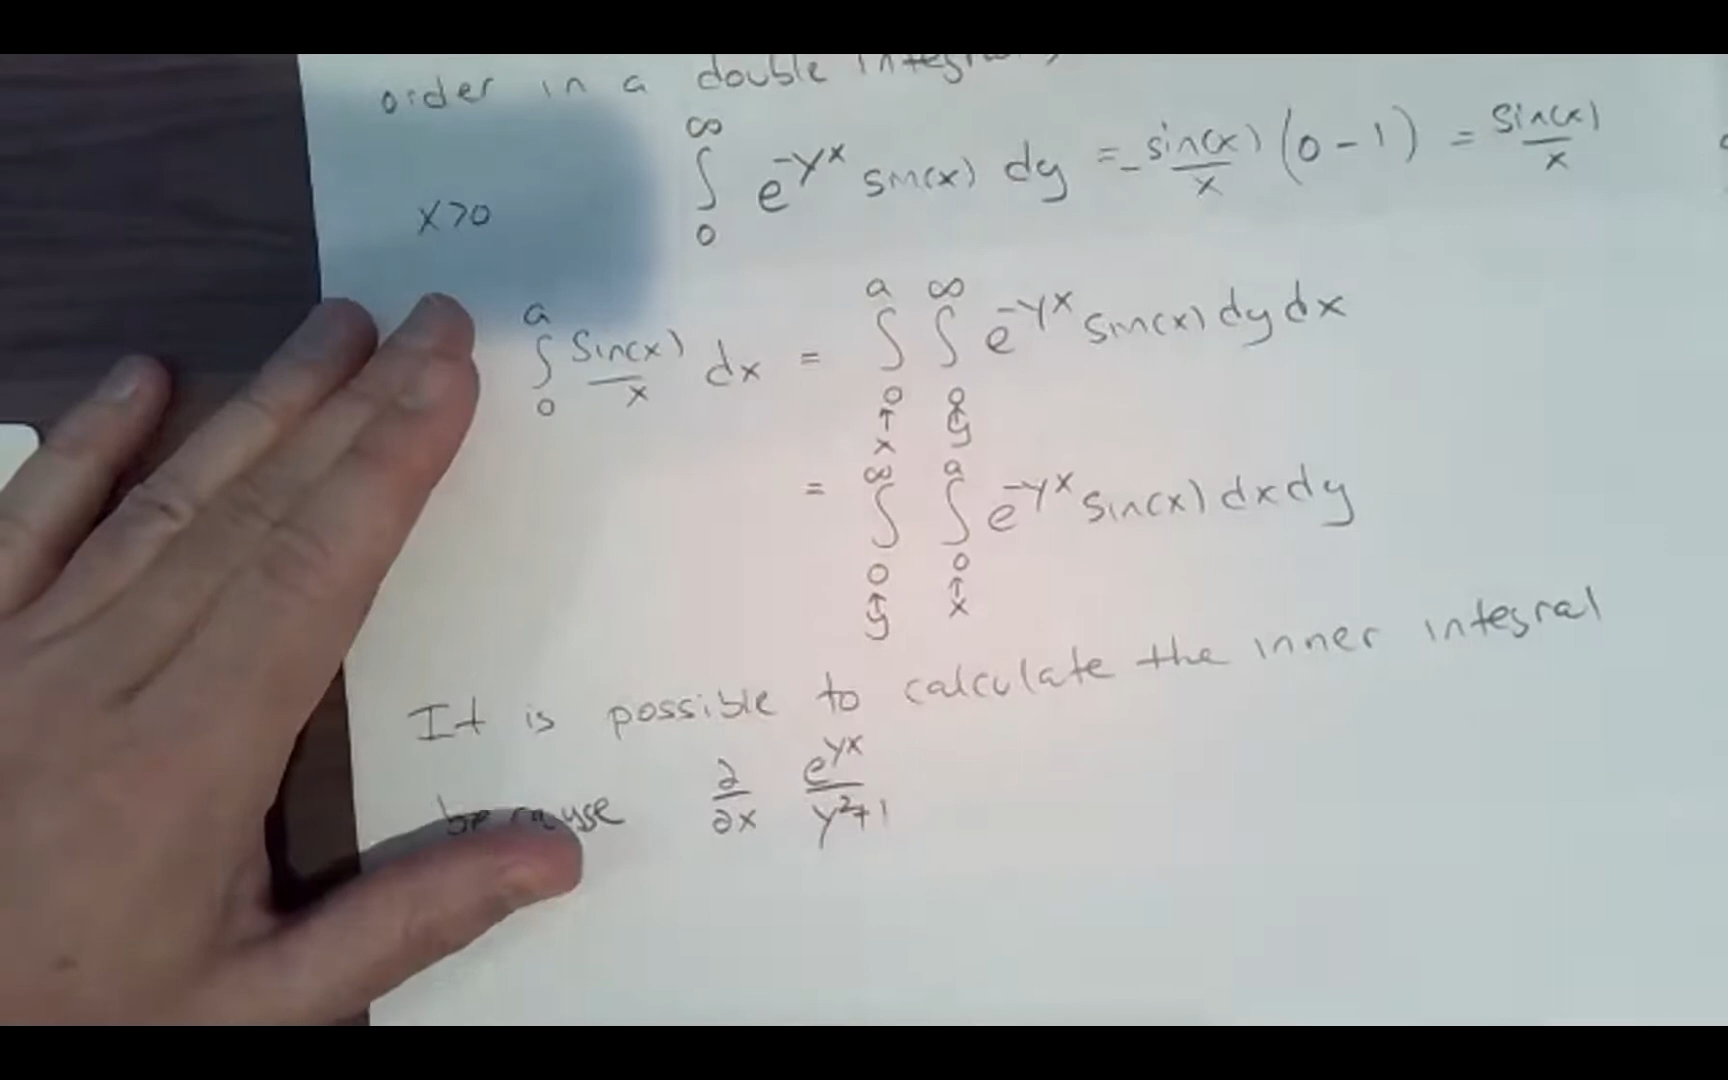 order in a double
x>0 ∫₀^∞ e^{-yx} sin(x) dy = -sin(x)/x (0-1) = sin(x)/x
∫₀^a sin(x)/x dx = ∫₀^a ∫₀^∞ e^{-yx} sin(x) dy dx
↑ ↑
x y
= ∫₀^∞ ∫₀^a e^{-yx} sin(x) dx dy
↑ ↑
y x
It is possible to calculate the inner integral
because ∂/∂x e^{yx}/y²+1